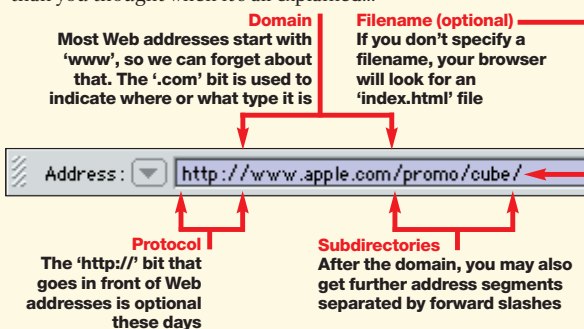 than you thought when it's all explained...
Domain
Most Web addresses start with
'www', so we can forget about
that. The '.com' bit is used to
indicate where or what type it is
Filename (optional)
If you don't specify a
filename, your browser
will look for an
'index.html' file
Address:
http://www.apple.com/promo/cube/
Protocol
The 'http://' bit that
goes in front of Web
addresses is optional
these days
Subdirectories
After the domain, you may also
get further address segments
separated by forward slashes